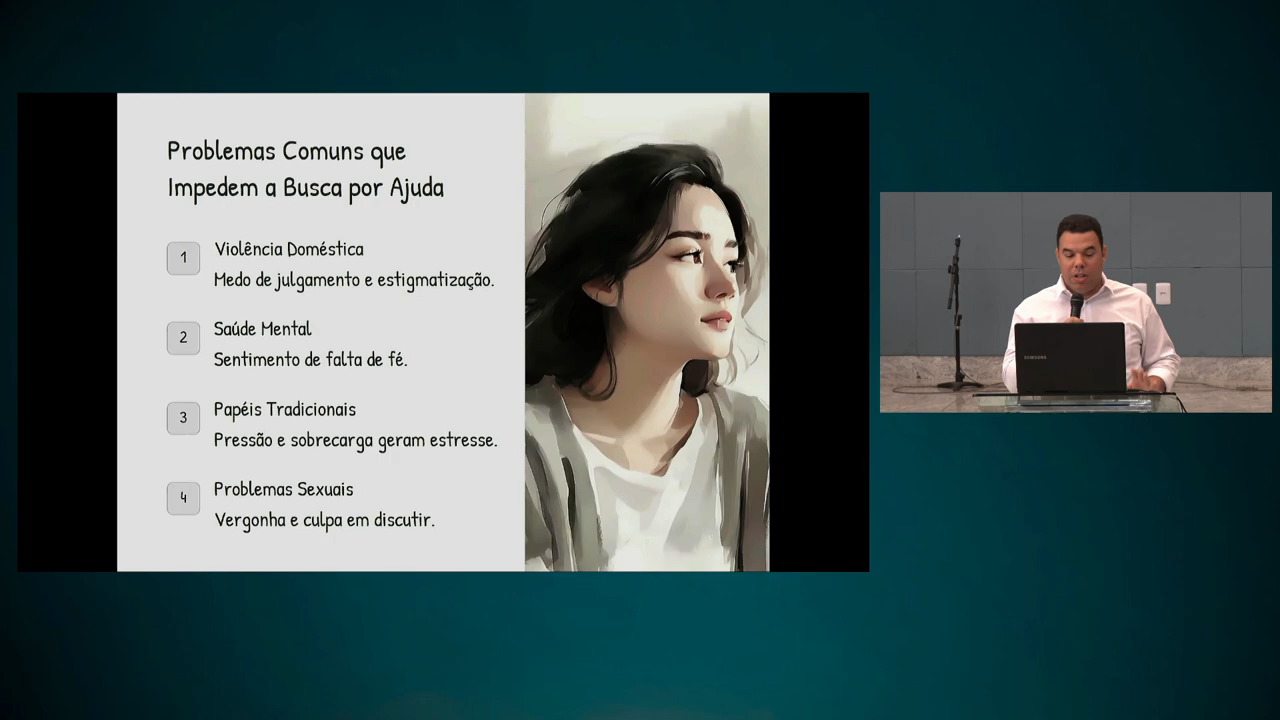 Problemas Comuns que
Impedem a Busca por Ajuda
1
Violência Doméstica
Medo de julgamento e estigmatização.
2
Saúde Mental
Sentimento de falta de fé.
3
Papéis Tradicionais
Pressão e sobrecarga geram estresse.
4
Problemas Sexuais
Vergonha e culpa em discutir.
SAMSUNG